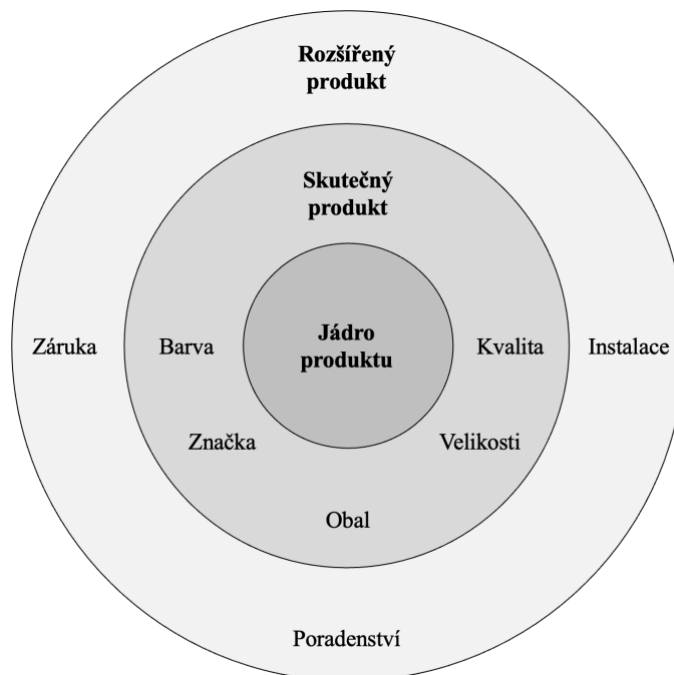 Rozšířený
produkt
Skutečný
produkt
Záruka
Barva
Jádro
produktu
Kvalita
Instalace
Značka
Velikosti
Obal
Poradenství